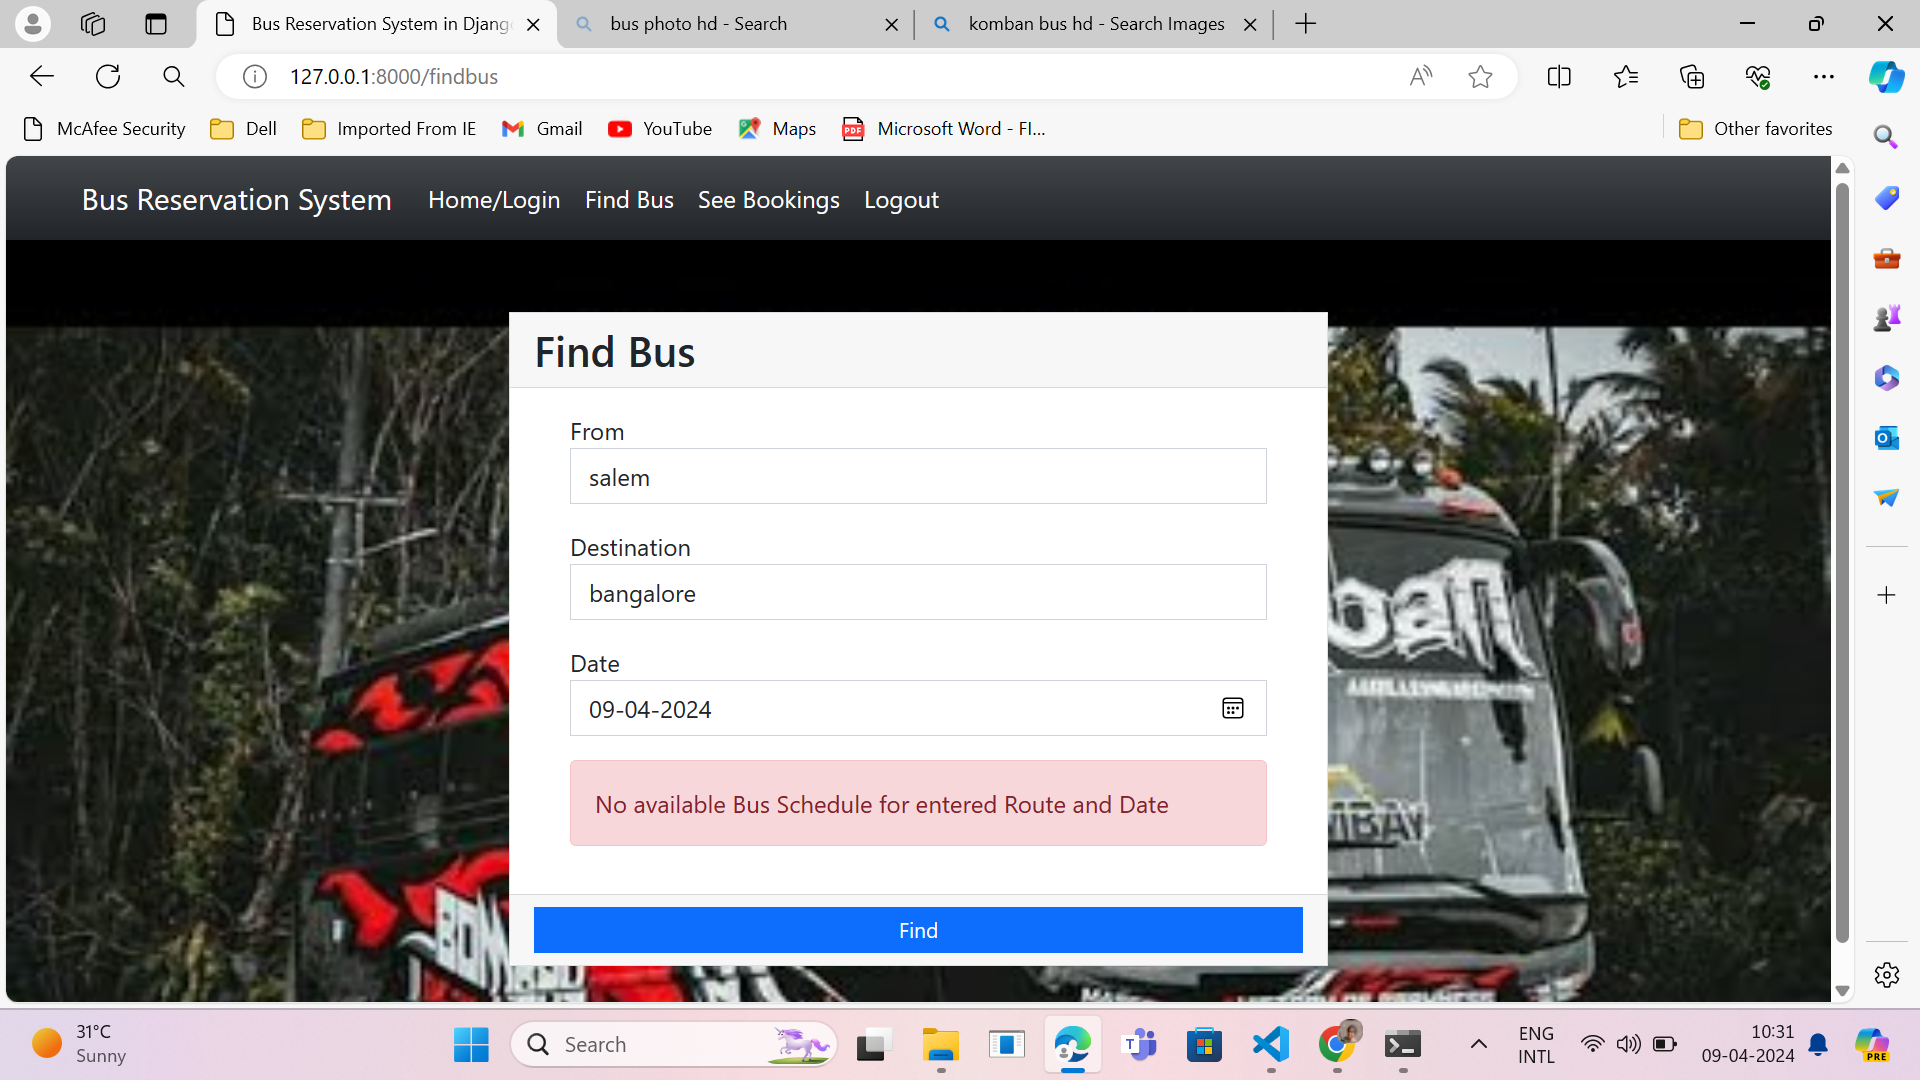 Bus Reservation System in Djang
bus photo hd - Search
komban bus hd - Search Images
127.0.0.1:8000/findbus
McAfee Security
Dell
Imported From IE
Gmail
YouTube
Maps
PDF
Microsoft Word - FI...
Other favorites
Bus Reservation System
Home/Login
Find Bus
See Bookings
Logout
Find Bus
From
salem
Destination
bangalore
Date
09-04-2024
No available Bus Schedule for entered Route and Date
Find
31°C
Sunny
Search
ENG
INTL
10:31
09-04-2024
PRE